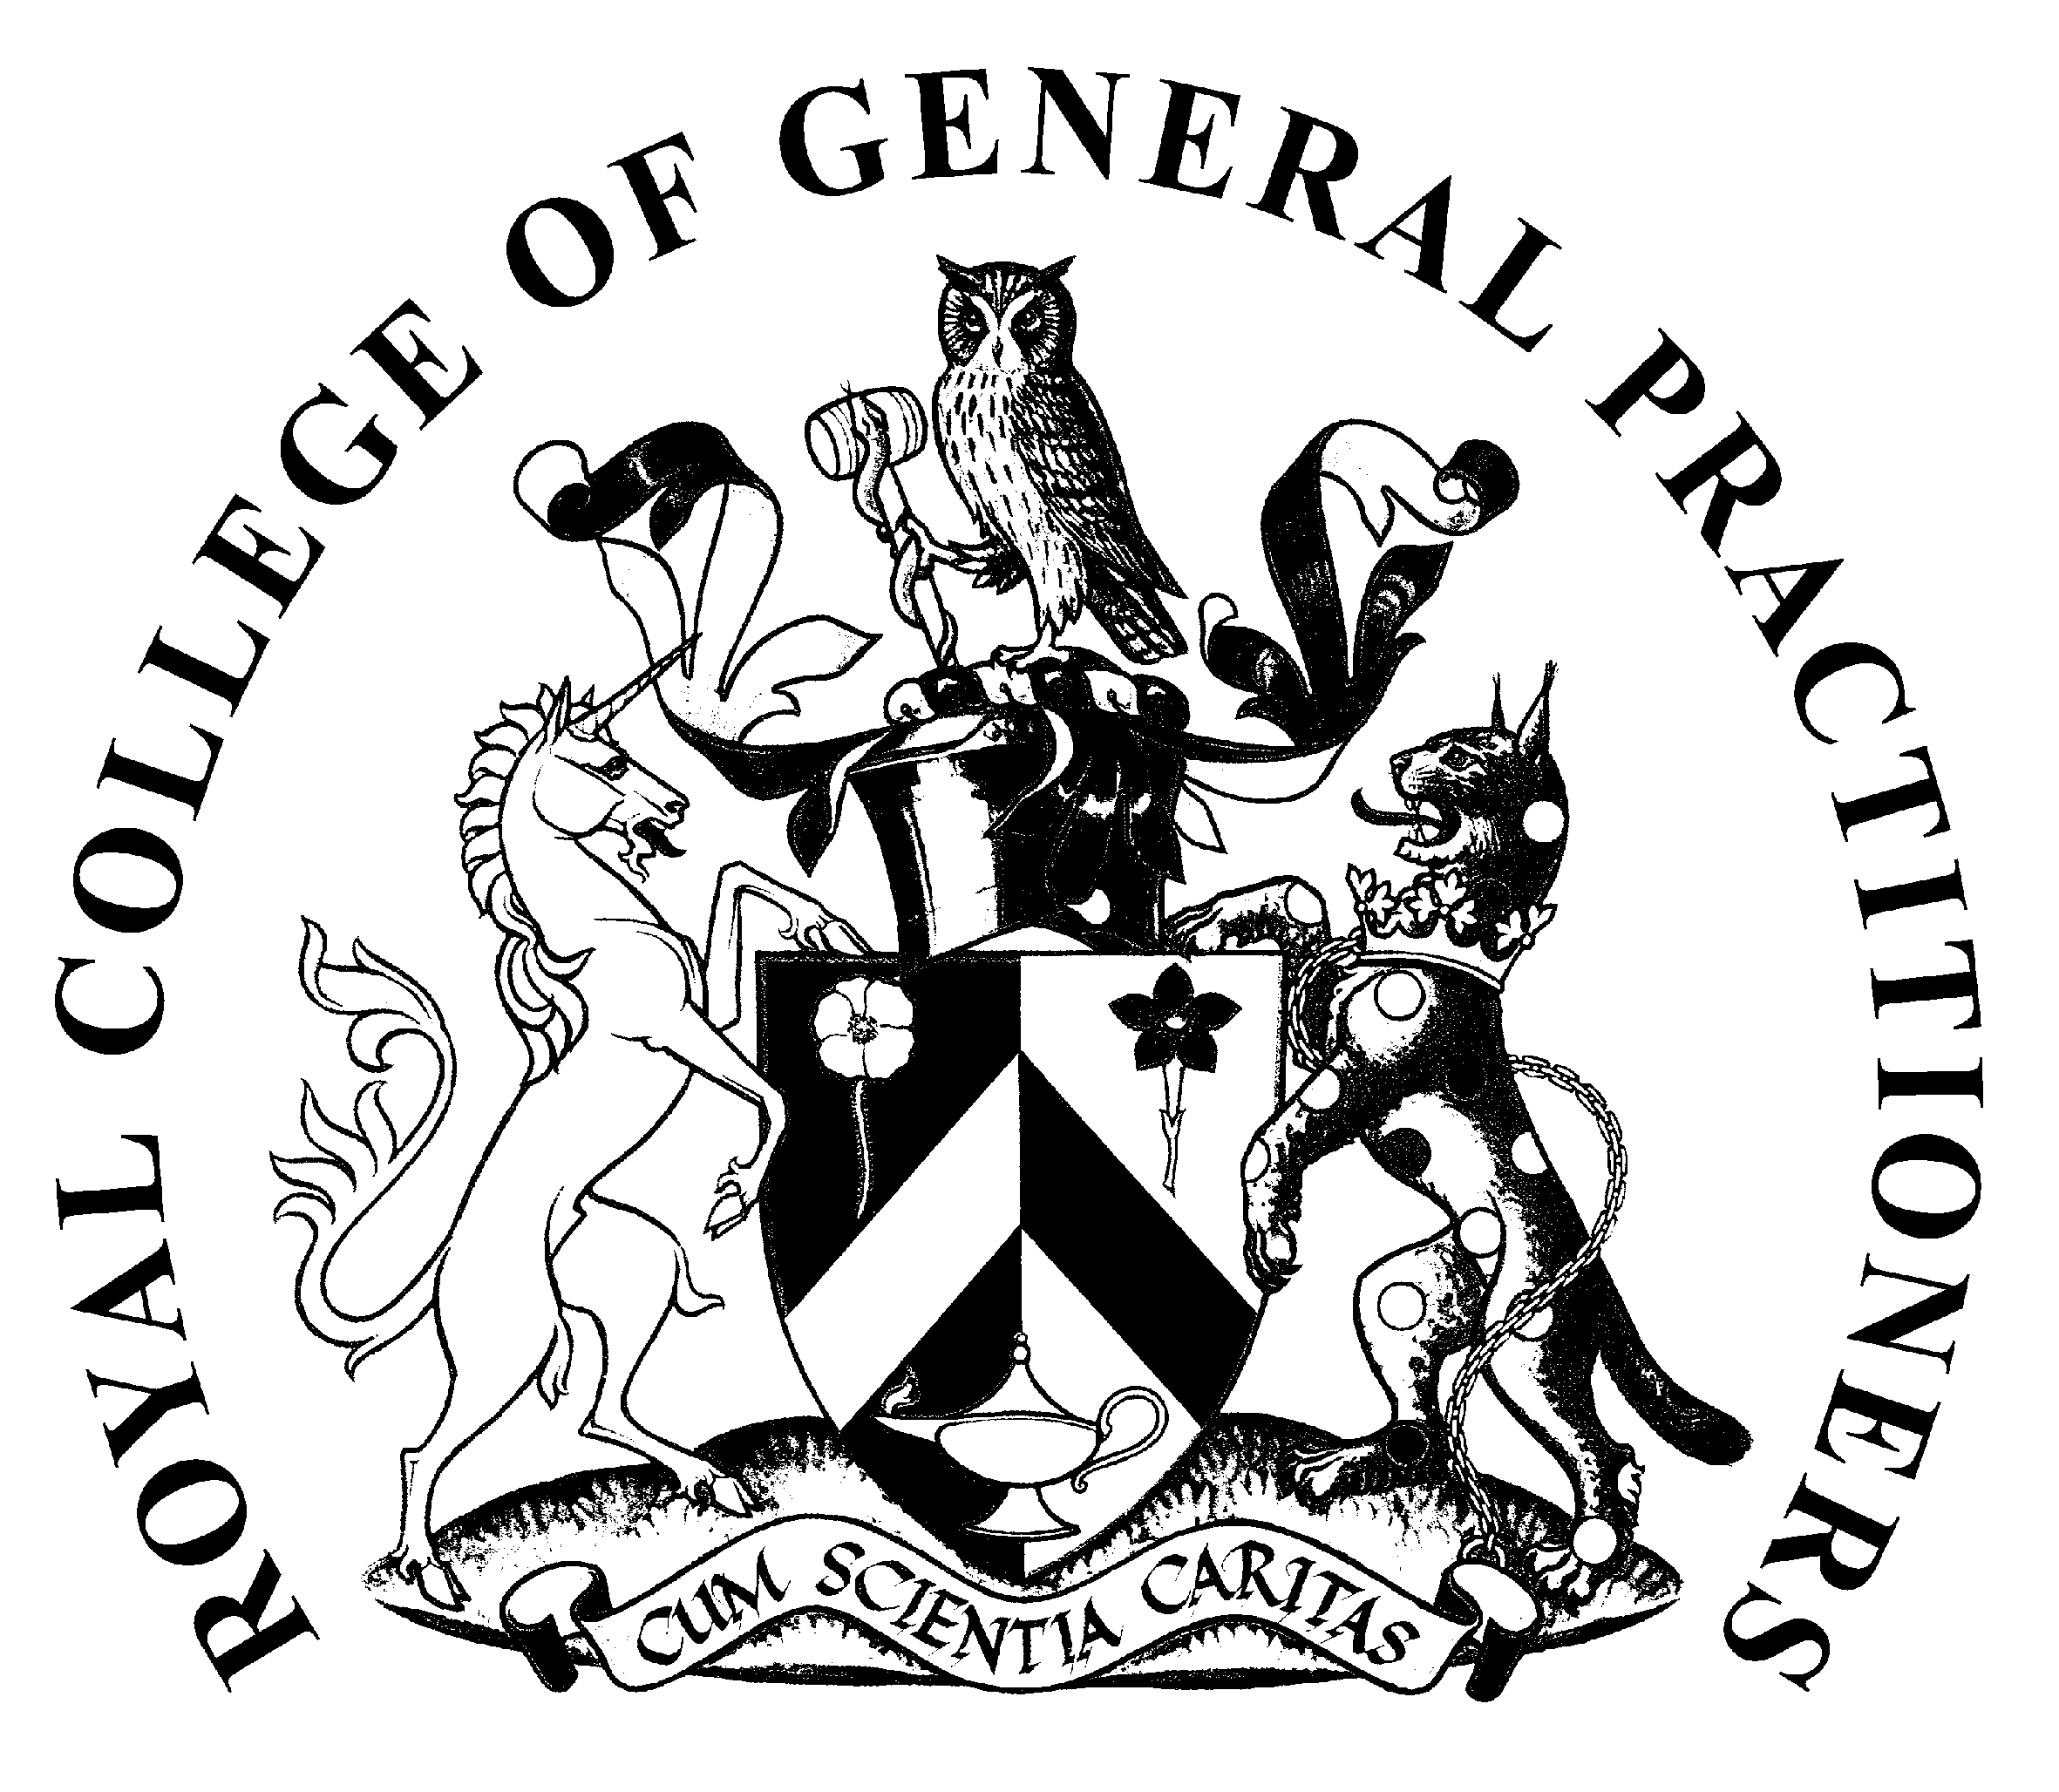 ROYAL COLLEGE OF GENERAL PRACTITIONERS
CUM SCIENTIA CARITAS